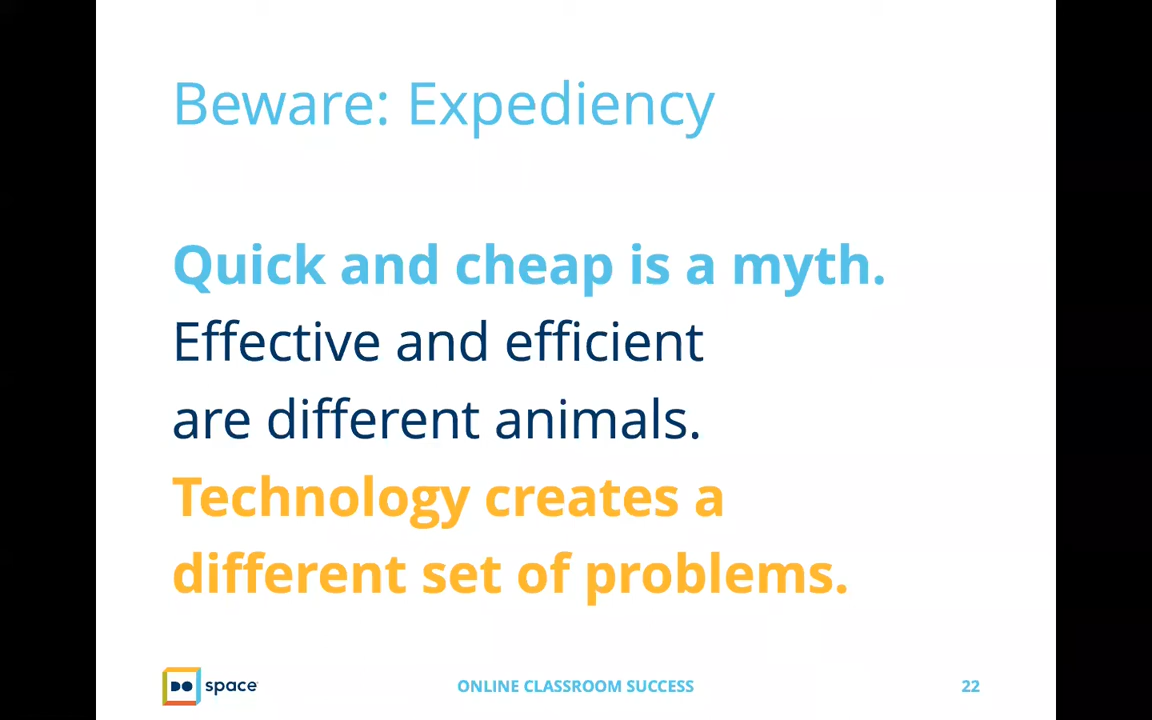 Beware: Expediency
Quick and cheap is a myth.
Effective and efficient
are different animals.
Technology creates a
different set of problems.
DO space
ONLINE CLASSROOM SUCCESS
22